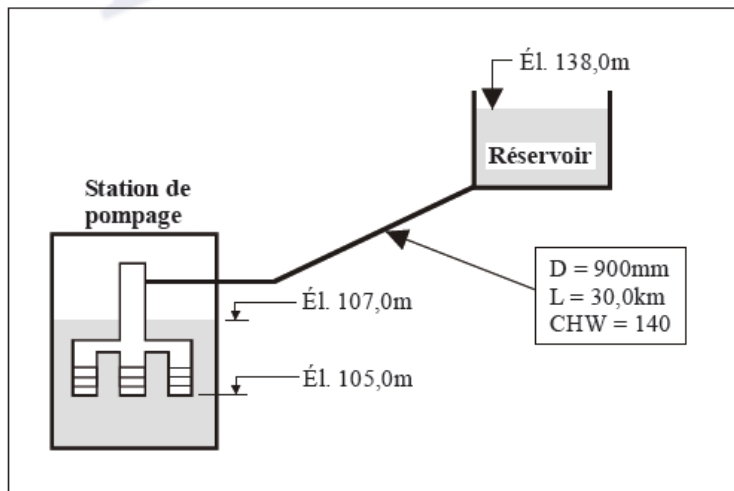 Él. 138,0m
Réservoir
Station de
pompage
D = 900mm
L = 30,0km
CHW = 140
Él. 107,0m
Él. 105,0m